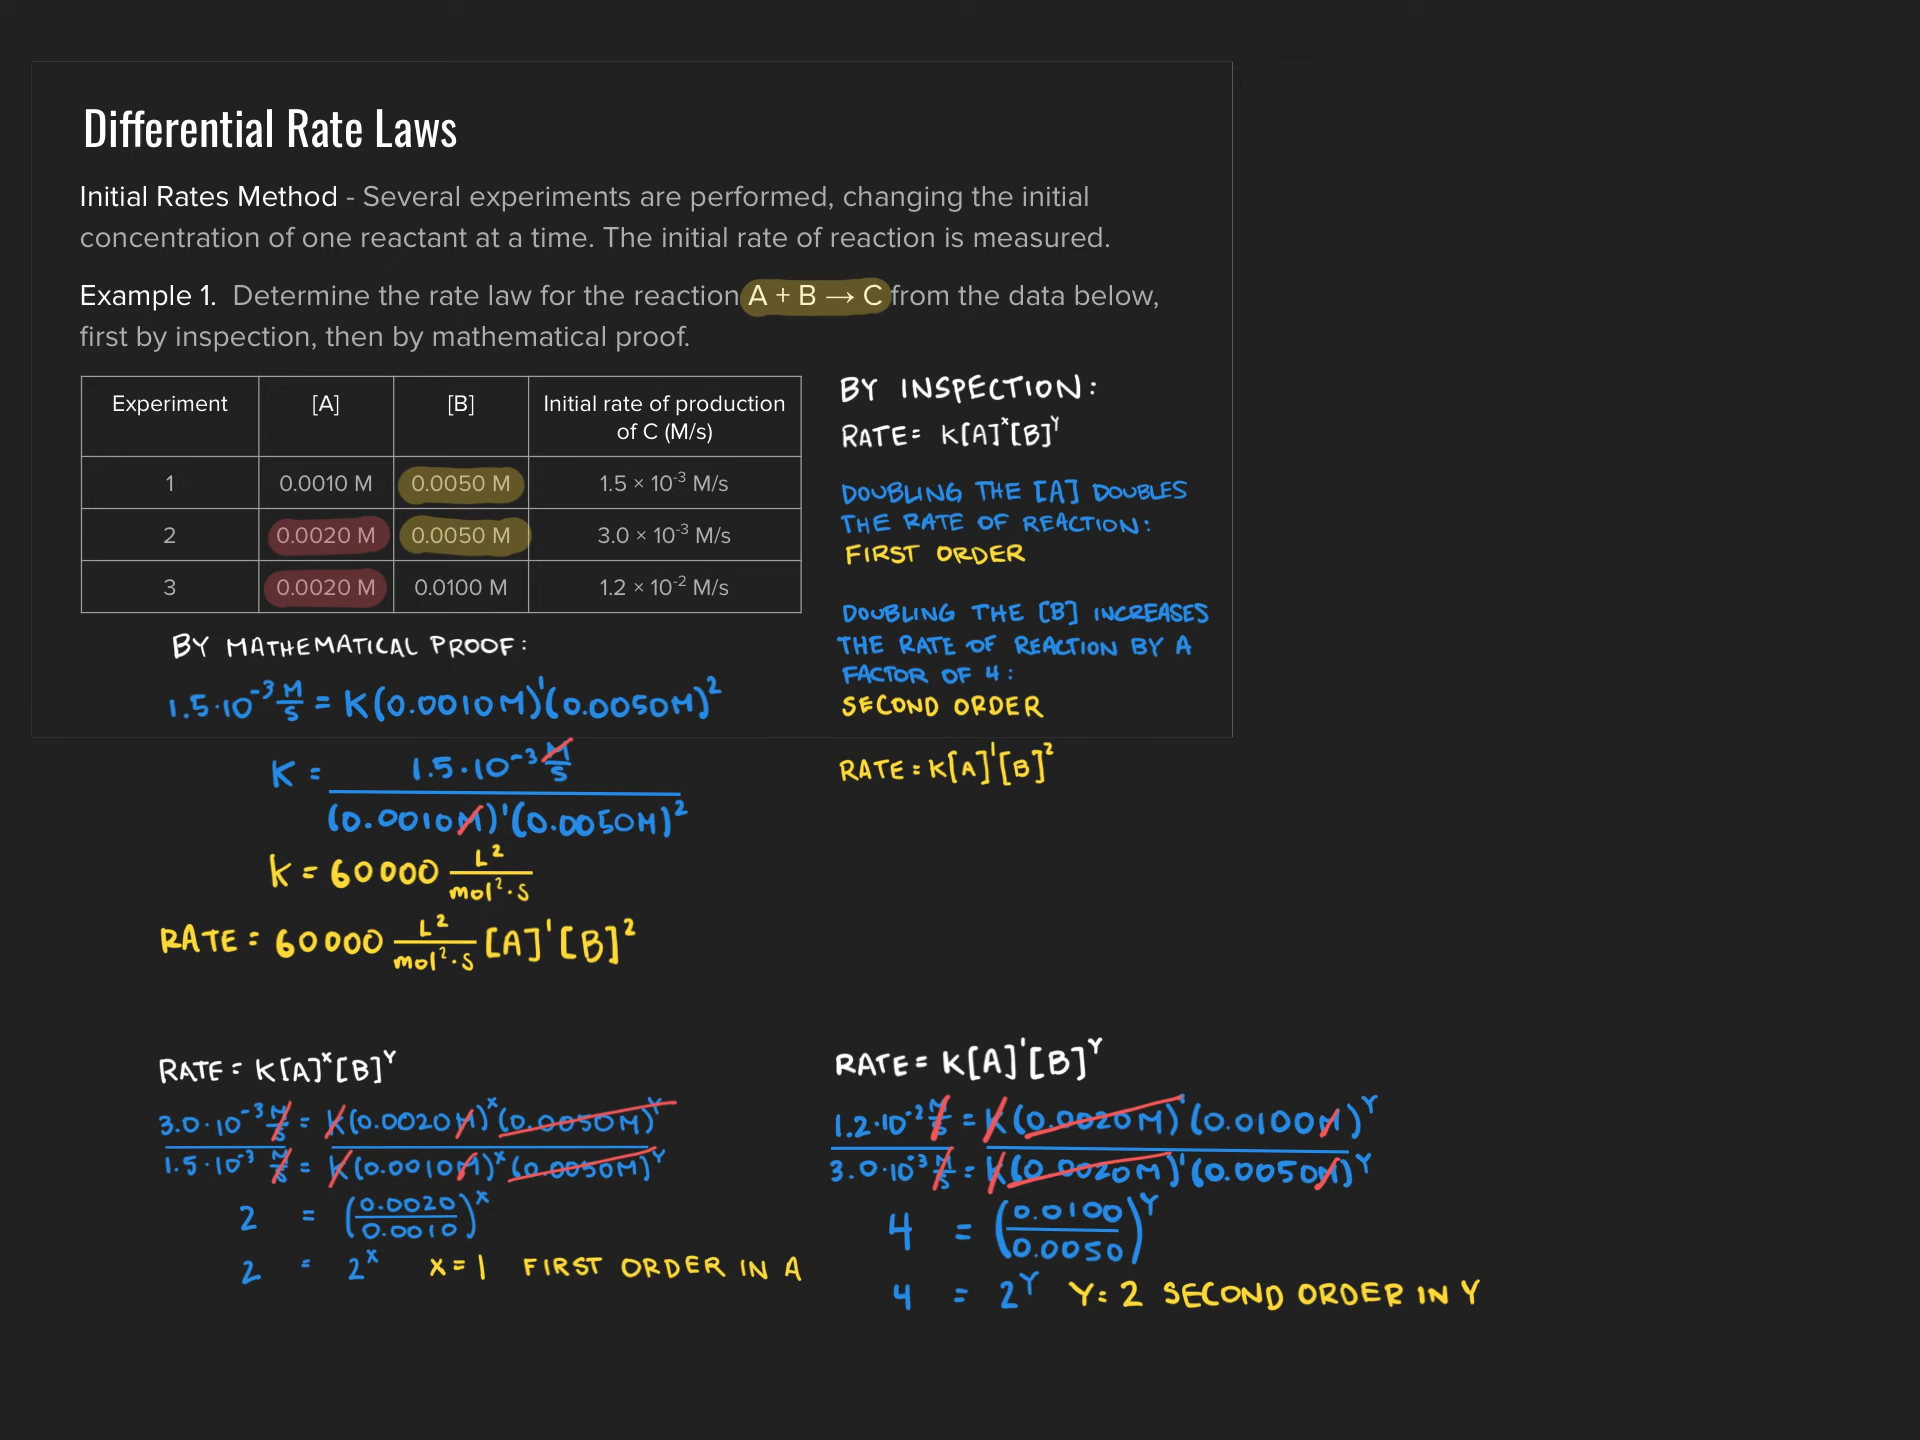 Differential Rate Laws
Initial Rates Method - Several experiments are performed, changing the initial
concentration of one reactant at a time. The initial rate of reaction is measured.
Example 1. Determine the rate law for the reaction A + B → C from the data below,
first by inspection, then by mathematical proof.
Experiment [A] [B] Initial rate of production of C (M/s)
1 0.0010 M 0.0050 M 1.5 × 10⁻³ M/s
2 0.0020 M 0.0050 M 3.0 × 10⁻³ M/s
3 0.0020 M 0.0100 M 1.2 × 10⁻² M/s
BY INSPECTION:
RATE = K[A]ˣ[B]ʸ
DOUBLING THE [A] DOUBLES
THE RATE OF REACTION:
FIRST ORDER
DOUBLING THE [B] INCREASES
THE RATE OF REACTION BY A
FACTOR OF 4:
SECOND ORDER
RATE = K[A]¹[B]²
BY MATHEMATICAL PROOF:
1.5·10⁻³ M/S = K(0.0010M)¹(0.0050M)²
K = 1.5·10⁻³ M/S
(0.0010M)¹(0.0050M)²
K = 60000 L²/mol²·S
RATE = 60000 L²/mol²·S [A]¹[B]²
RATE = K[A]ˣ[B]ʸ
3.0·10⁻³ M/S = K(0.0020M)ˣ(0.0050M)ʸ
1.5·10⁻³ M/S = K(0.0010M)ˣ(0.0050M)ʸ
2 = (0.0020/0.0010)ˣ
2 = 2ˣ X=1 FIRST ORDER IN A
RATE = K[A]¹[B]ʸ
1.2·10⁻² M/S = K(0.0020M)¹(0.0100M)ʸ
3.0·10⁻³ M/S = K(0.0020M)¹(0.0050M)ʸ
4 = (0.0100/0.0050)ʸ
4 = 2ʸ Y=2 SECOND ORDER IN Y